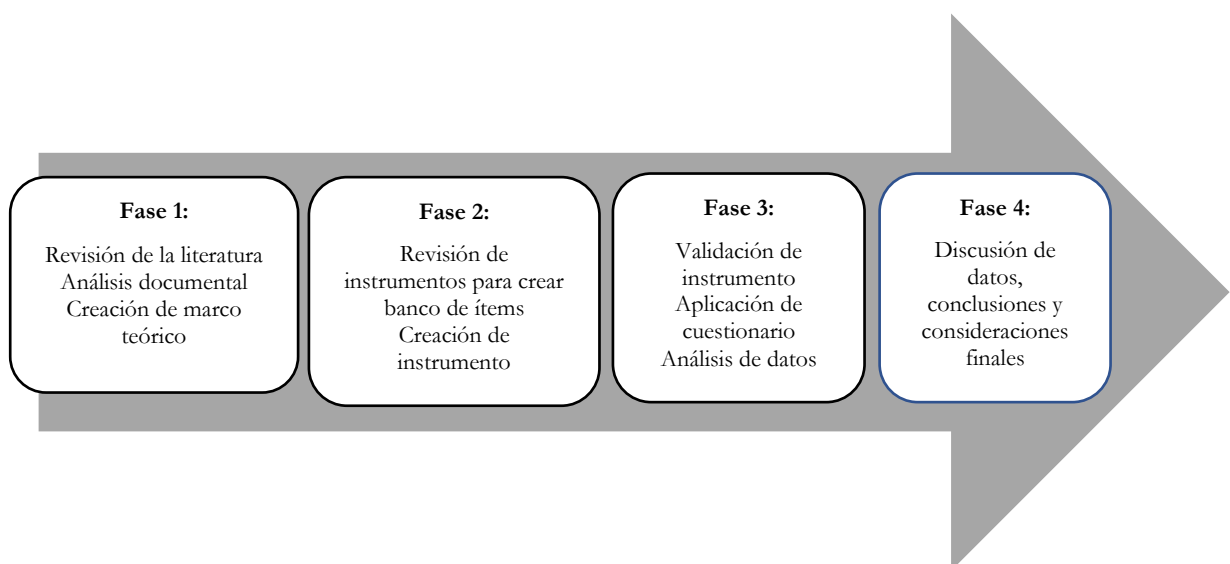 Fase 1:
Revisión de la literatura
Análisis documental
Creación de marco
teórico
Fase 2:
Revisión de
instrumentos para crear
banco de ítems
Creación de
instrumento
Fase 3:
Validación de
instrumento
Aplicación de
cuestionario
Análisis de datos
Fase 4:
Discusión de
datos,
conclusiones y
consideraciones
finales